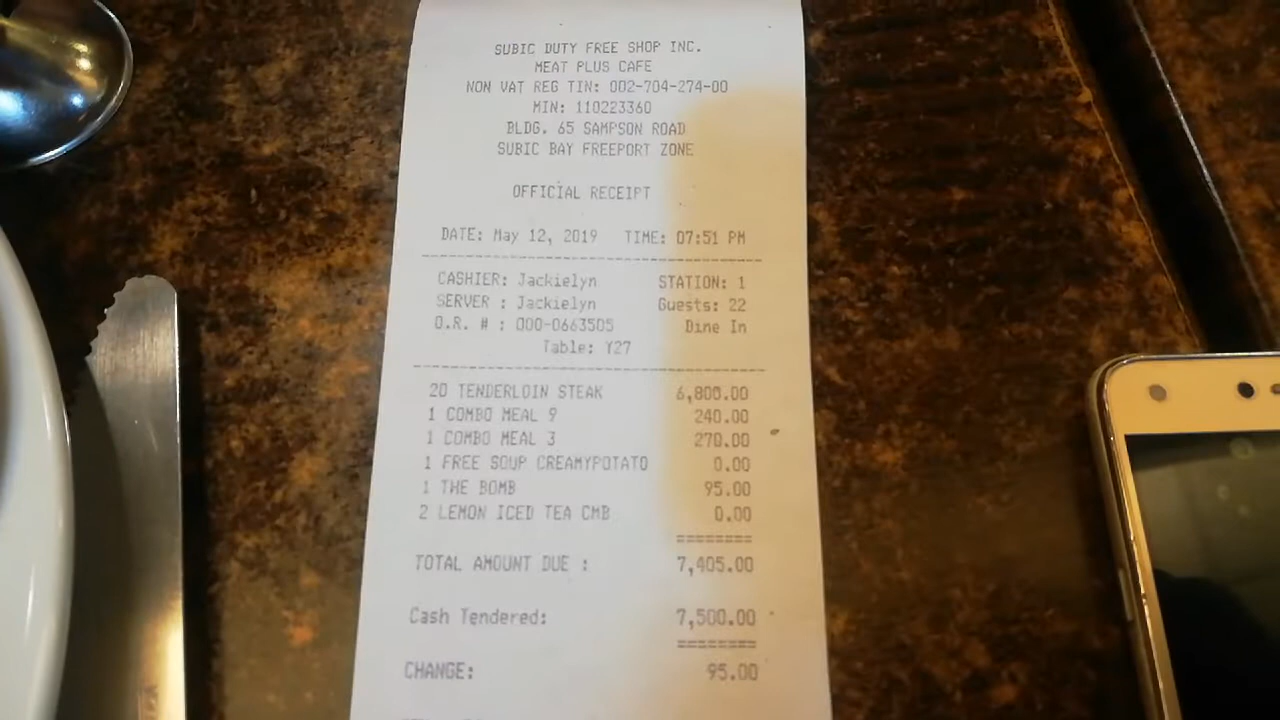 SUBIC DUTY FREE SHOP INC.
MEAT PLUS CAFE
NON VAT REG TIN: 002-704-274-00
MIN: 110223360
BLDG. 65 SAMPSON ROAD
SUBIC BAY FREEPORT ZONE
OFFICIAL RECEIPT
DATE: May 12, 2019 TIME: 07:51 PM
CASHIER: Jackielyn STATION: 1
SERVER : Jackielyn Guests: 22
O.R. # : 000-0663505 Dine In
Table: Y27
20 TENDERLOIN STEAK 6,800.00
1 COMBO MEAL 9 240.00
1 COMBO MEAL 3 270.00
1 FREE SOUP CREAMYPOTATO 0.00
1 THE BOMB 95.00
2 LEMON ICED TEA CMB 0.00
========
TOTAL AMOUNT DUE : 7,405.00
Cash Tendered: 7,500.00
========
CHANGE: 95.00